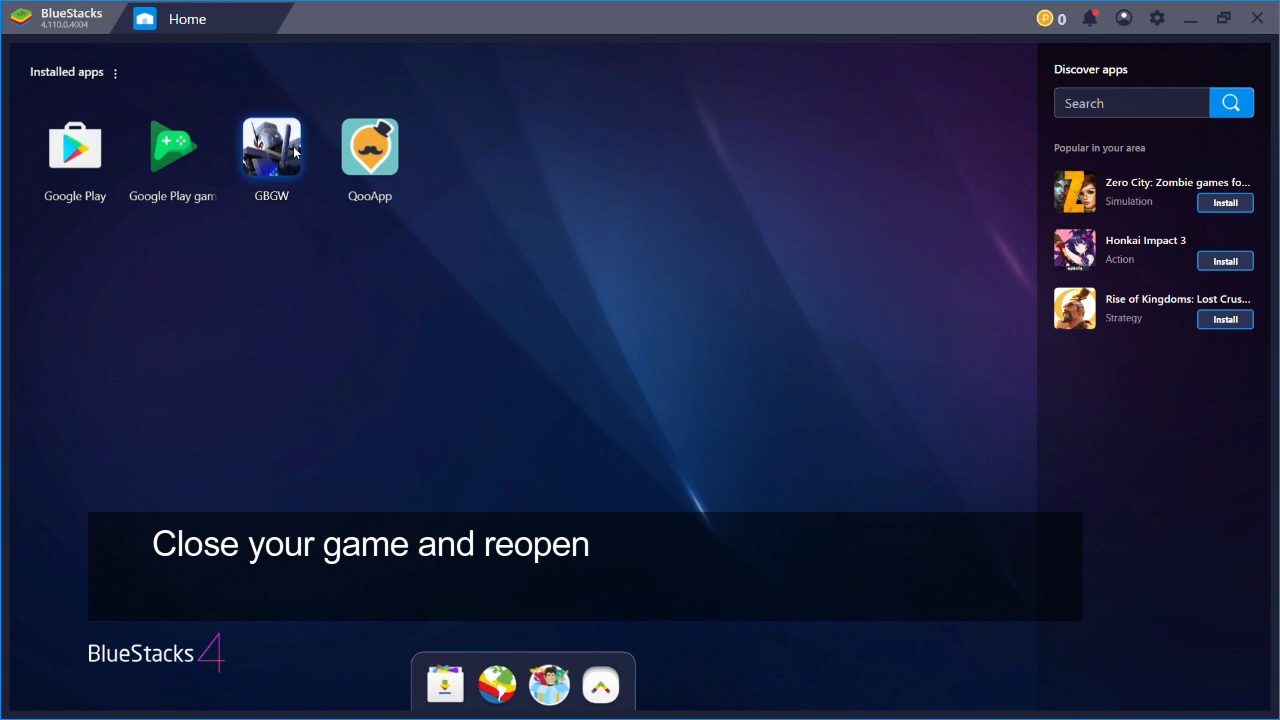 BlueStacks
4.110.0.4004
Home
P 0
Installed apps
Google Play
Google Play gam
GBGW
QooApp
Discover apps
Search
Popular in your area
Zero City: Zombie games fo...
Simulation
Install
Honkai Impact 3
Action
Install
Rise of Kingdoms: Lost Crus...
Strategy
Install
Close your game and reopen
BlueStacks 4